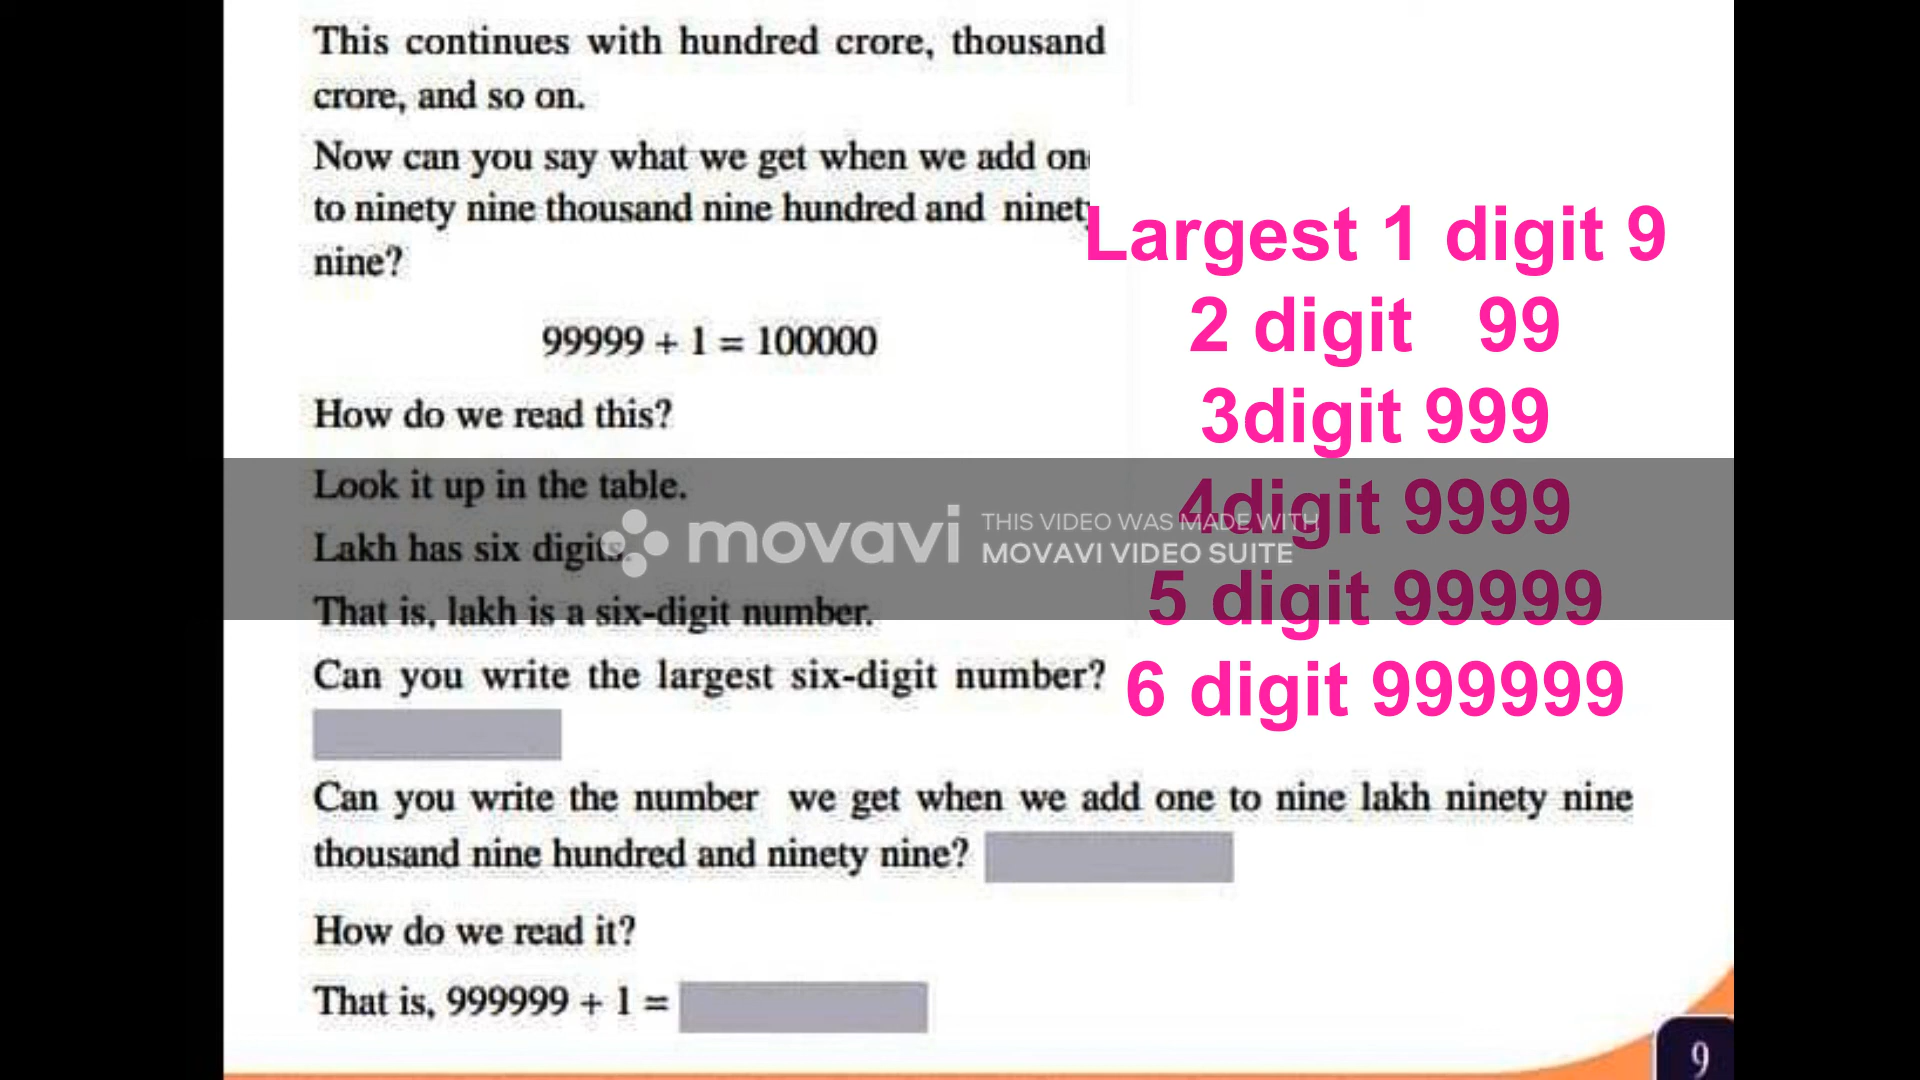 This continues with hundred crore, thousand
crore, and so on.
Now can you say what we get when we add on
to ninety nine thousand nine hundred and ninety
nine?
99999 + 1 = 100000
How do we read this?
Look it up in the table.
Lakh has six digits.
That is, lakh is a six-digit number.
Can you write the largest six-digit number?
Can you write the number we get when we add one to nine lakh ninety nine
thousand nine hundred and ninety nine?
How do we read it?
That is, 999999 + 1 =
9
Largest 1 digit 9
2 digit 99
3digit 999
4digit 9999
5 digit 99999
6 digit 999999
movavi
THIS VIDEO WAS MADE WITH
MOVAVI VIDEO SUITE